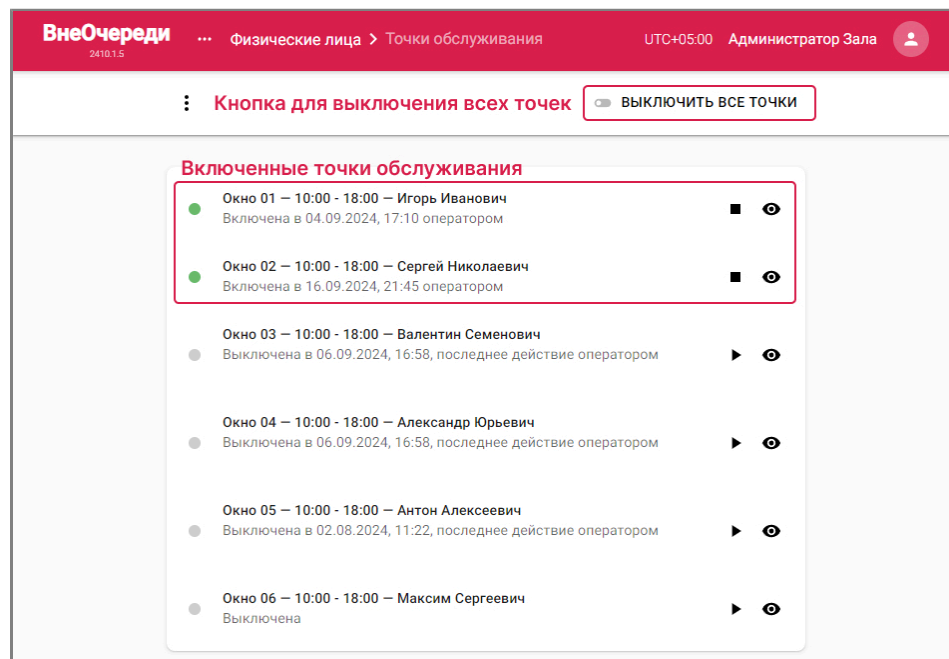 ВнеОчереди
2410.1.5
••• Физические лица > Точки обслуживания
UTC+05:00 Администратор Зала
Кнопка для выключения всех точек
ВЫКЛЮЧИТЬ ВСЕ ТОЧКИ
Включенные точки обслуживания
Окно 01 — 10:00 - 18:00 — Игорь Иванович
Включена в 04.09.2024, 17:10 оператором
Окно 02 — 10:00 - 18:00 — Сергей Николаевич
Включена в 16.09.2024, 21:45 оператором
Окно 03 — 10:00 - 18:00 — Валентин Семенович
Выключена в 06.09.2024, 16:58, последнее действие оператором
Окно 04 — 10:00 - 18:00 — Александр Юрьевич
Выключена в 06.09.2024, 16:58, последнее действие оператором
Окно 05 — 10:00 - 18:00 — Антон Алексеевич
Выключена в 02.08.2024, 11:22, последнее действие оператором
Окно 06 — 10:00 - 18:00 — Максим Сергеевич
Выключена